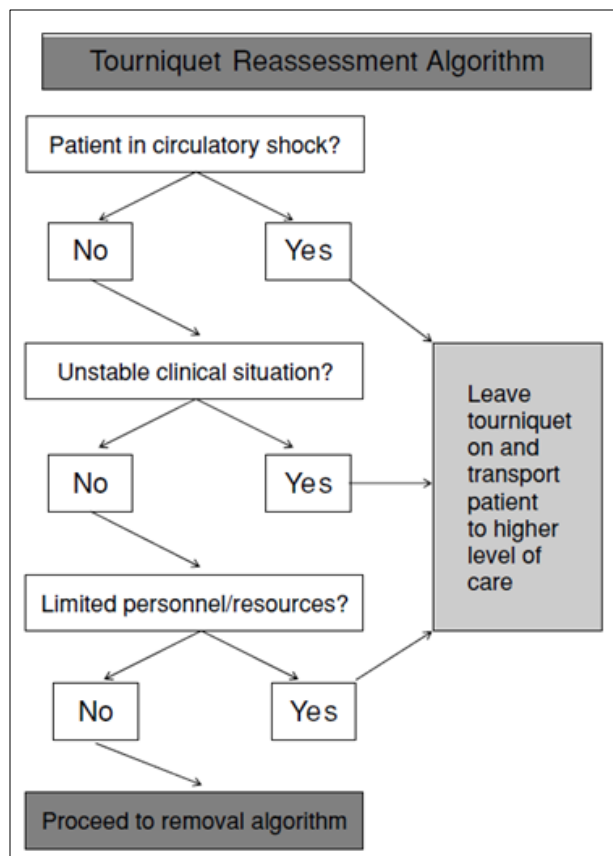 Tourniquet Reassessment Algorithm
Patient in circulatory shock?
No
Yes
Unstable clinical situation?
No
Yes
Leave
tourniquet
on and
transport
patient
to higher
level of
care
Limited personnel/resources?
No
Yes
Proceed to removal algorithm